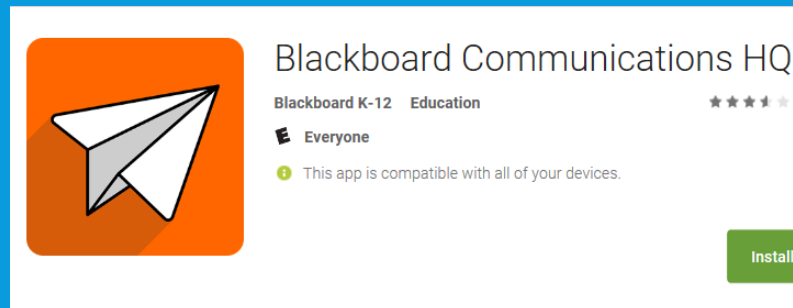 Blackboard Communications HQ
Blackboard K-12 Education
E Everyone
This app is compatible with all of your devices.
Install